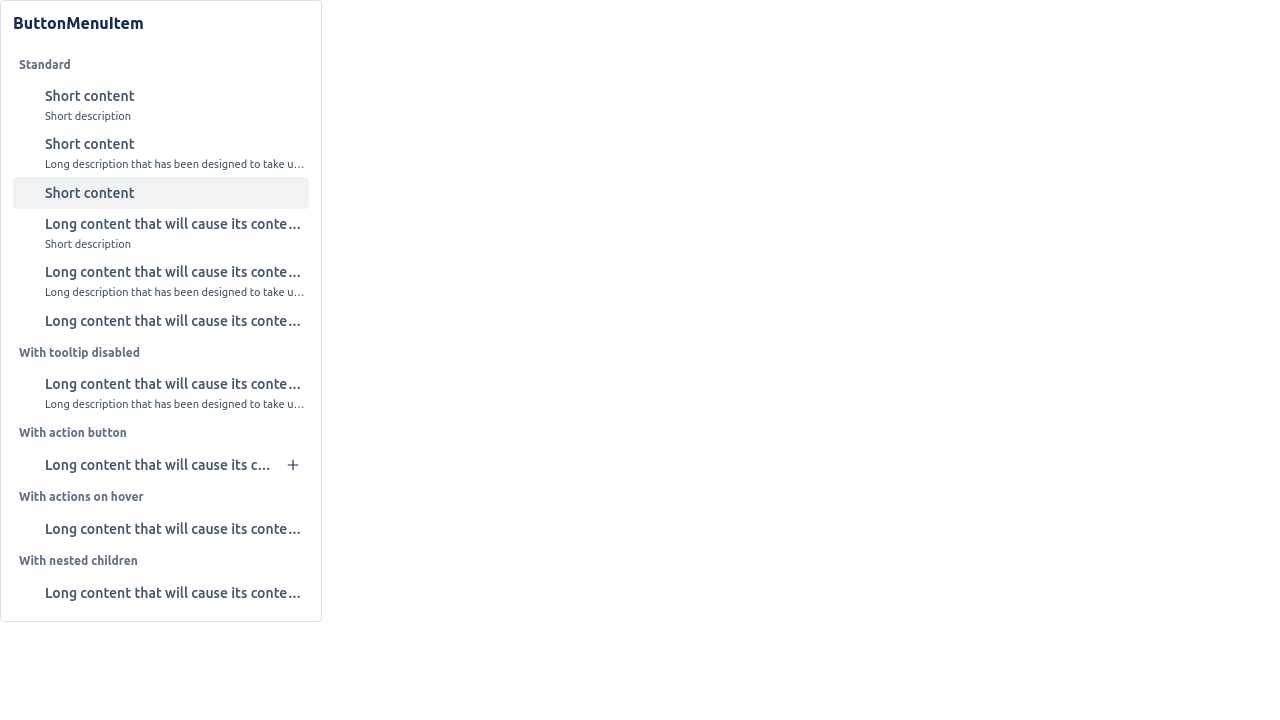 ButtonMenuItem
Standard
Short content
Short description
Short content
Long description that has been designed to take u…
Short content
Long content that will cause its conte…
Short description
Long content that will cause its conte…
Long description that has been designed to take u…
Long content that will cause its conte…
With tooltip disabled
Long content that will cause its conte…
Long description that has been designed to take u…
With action button
Long content that will cause its c…
With actions on hover
Long content that will cause its conte…
With nested children
Long content that will cause its conte…